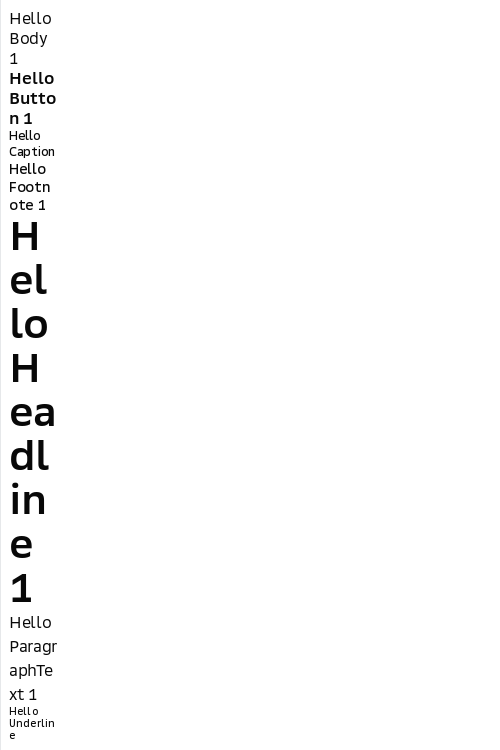 Hello
Body
1
Hello
Butto
n 1
Hello
Caption
Hello
Footn
ote 1
H
el
lo
H
ea
dl
in
e
1
Hello
Paragr
aphTe
xt 1
Hello
Underlin
e